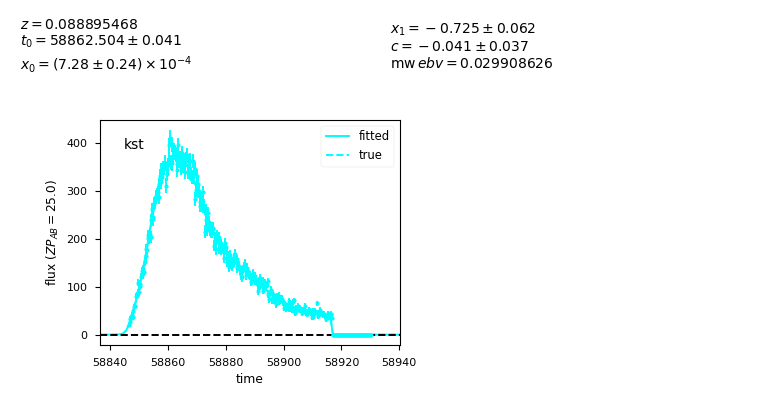 z = 0.088895468
t₀ = 58862.504 ± 0.041
x₀ = (7.28 ± 0.24) × 10⁻⁴
x₁ = −0.725 ± 0.062
c = −0.041 ± 0.037
mw ebv = 0.029908626
kst
fitted
true
flux (ZP_AB = 25.0)
400
300
200
100
0
58840 58860 58880 58900 58920 58940
time